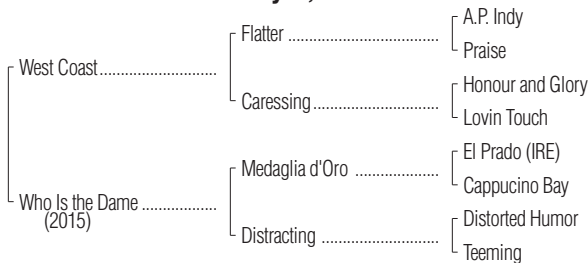 A.P. Indy
Flatter ........................................
Praise
West Coast..............................
Honour and Glory
Caressing.................................
Lovin Touch
El Prado (IRE)
Medaglia d'Oro ......................
Cappucino Bay
Who Is the Dame ...................
(2015)
Distorted Humor
Distracting ..............................
Teeming